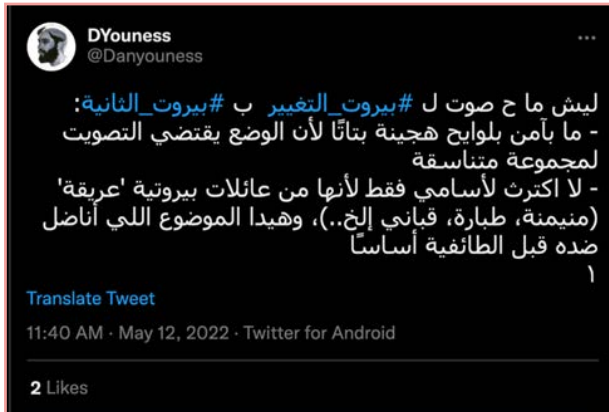 DYouness
@Danyouness
ليش ما ح صوت ل #بيروت_التغيير ب #بيروت_الثانية:
- ما بآمن بلوايح هجينة بتاتًا لأن الوضع يقتضي التصويت
لمجموعة متناسقة
- لا اكترث لأسامي فقط لأنها من عائلات بيروتية 'عريقة'
(منيمنة، طبارة، قباني إلخ..)، وهيدا الموضوع اللي أناضل
ضده قبل الطائفية أساسًا
١
Translate Tweet
11:40 AM · May 12, 2022 · Twitter for Android
2 Likes